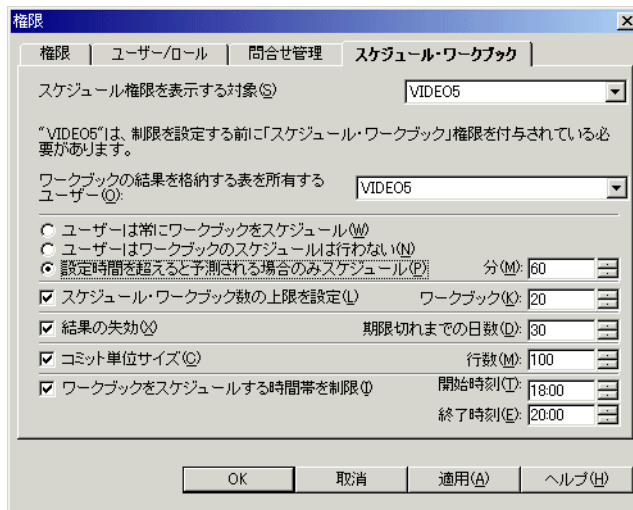 権限
権限 ユーザー/ロール 問合せ管理 スケジュール・ワークブック
スケジュール権限を表示する対象(S) VIDEO5
"VIDEO5"は、制限を設定する前に「スケジュール・ワークブック」権限を付与されている必
要があります。
ワークブックの結果を格納する表を所有する
ユーザー(O): VIDEO5
ユーザーは常にワークブックをスケジュール(W)
ユーザーはワークブックのスケジュールは行わない(N)
設定時間を超えると予測される場合のみスケジュール(P) 分(M): 60
スケジュール・ワークブック数の上限を設定(L) ワークブック(K): 20
結果の失効(X) 期限切れまでの日数(D): 30
コミット単位サイズ(C) 行数(M): 100
ワークブックをスケジュールする時間帯を制限(I) 開始時刻(T): 18:00
終了時刻(E): 20:00
OK 取消 適用(A) ヘルプ(H)